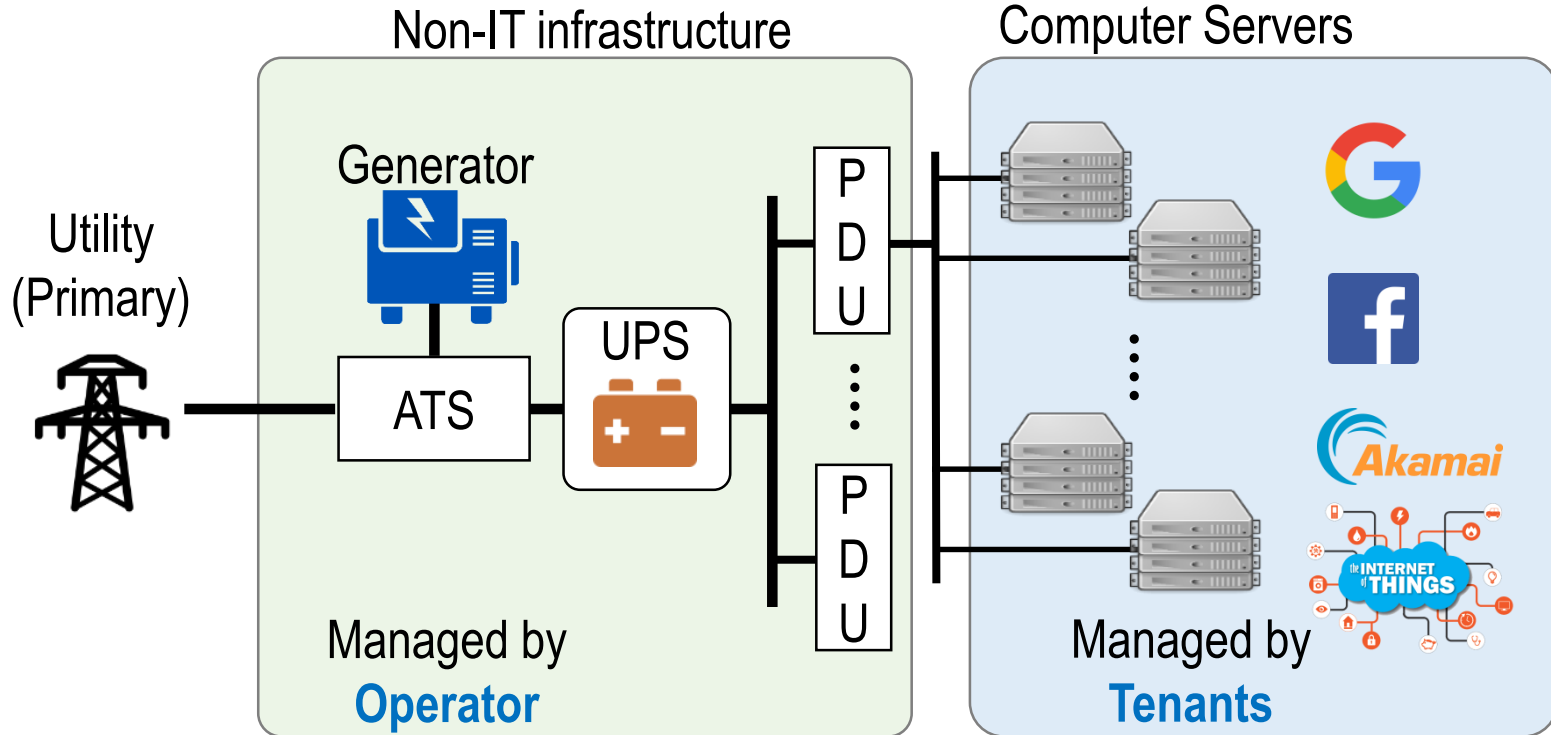 Non-IT infrastructure
Computer Servers
Utility
(Primary)
Generator
ATS
UPS
P
D
U
P
D
U
Akamai
the INTERNET
of THINGS
Managed by
Operator
Managed by
Tenants